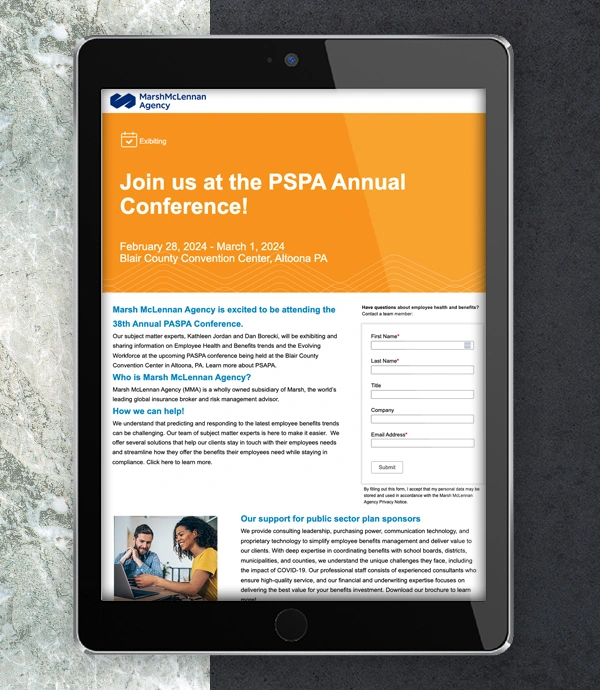 MarshMcLennan
Agency
Exibiting
Join us at the PSPA Annual
Conference!
February 28, 2024 - March 1, 2024
Blair County Convention Center, Altoona PA
Marsh McLennan Agency is excited to be attending the
38th Annual PASPA Conference.
Our subject matter experts, Kathleen Jordan and Dan Borecki, will be exhibiting and
sharing information on Employee Health and Benefits trends and the Evolving
Workforce at the upcoming PASPA conference being held at the Blair County
Convention Center in Altoona, PA. Learn more about PSAPA.
Who is Marsh McLennan Agency?
Marsh McLennan Agency (MMA) is a wholly owned subsidiary of Marsh, the world's
leading global insurance broker and risk management advisor.
How we can help!
We understand that predicting and responding to the latest employee benefits trends
can be challenging. Our team of subject matter experts is here to make it easier. We
offer several solutions that help our clients stay in touch with their employees needs
and streamline how they offer the benefits their employees need while staying in
compliance. Click here to learn more.
Have questions about employee health and benefits?
Contact a team member:
First Name*
Last Name*
Title
Company
Email Address*
Submit
By filling out this form, I accept that my personal data may be
stored and used in accordance with the Marsh McLennan
Agency Privacy Notice.
Our support for public sector plan sponsors
We provide consulting leadership, purchasing power, communication technology, and
proprietary technology to simplify employee benefits management and deliver value to
our clients. With deep expertise in coordinating benefits with school boards, districts,
municipalities, and counties, we understand the unique challenges they face, including
the impact of COVID-19. Our professional staff consists of experienced consultants who
ensure high-quality service, and our financial and underwriting expertise focuses on
delivering the best value for your benefits investment. Download our brochure to learn
more!